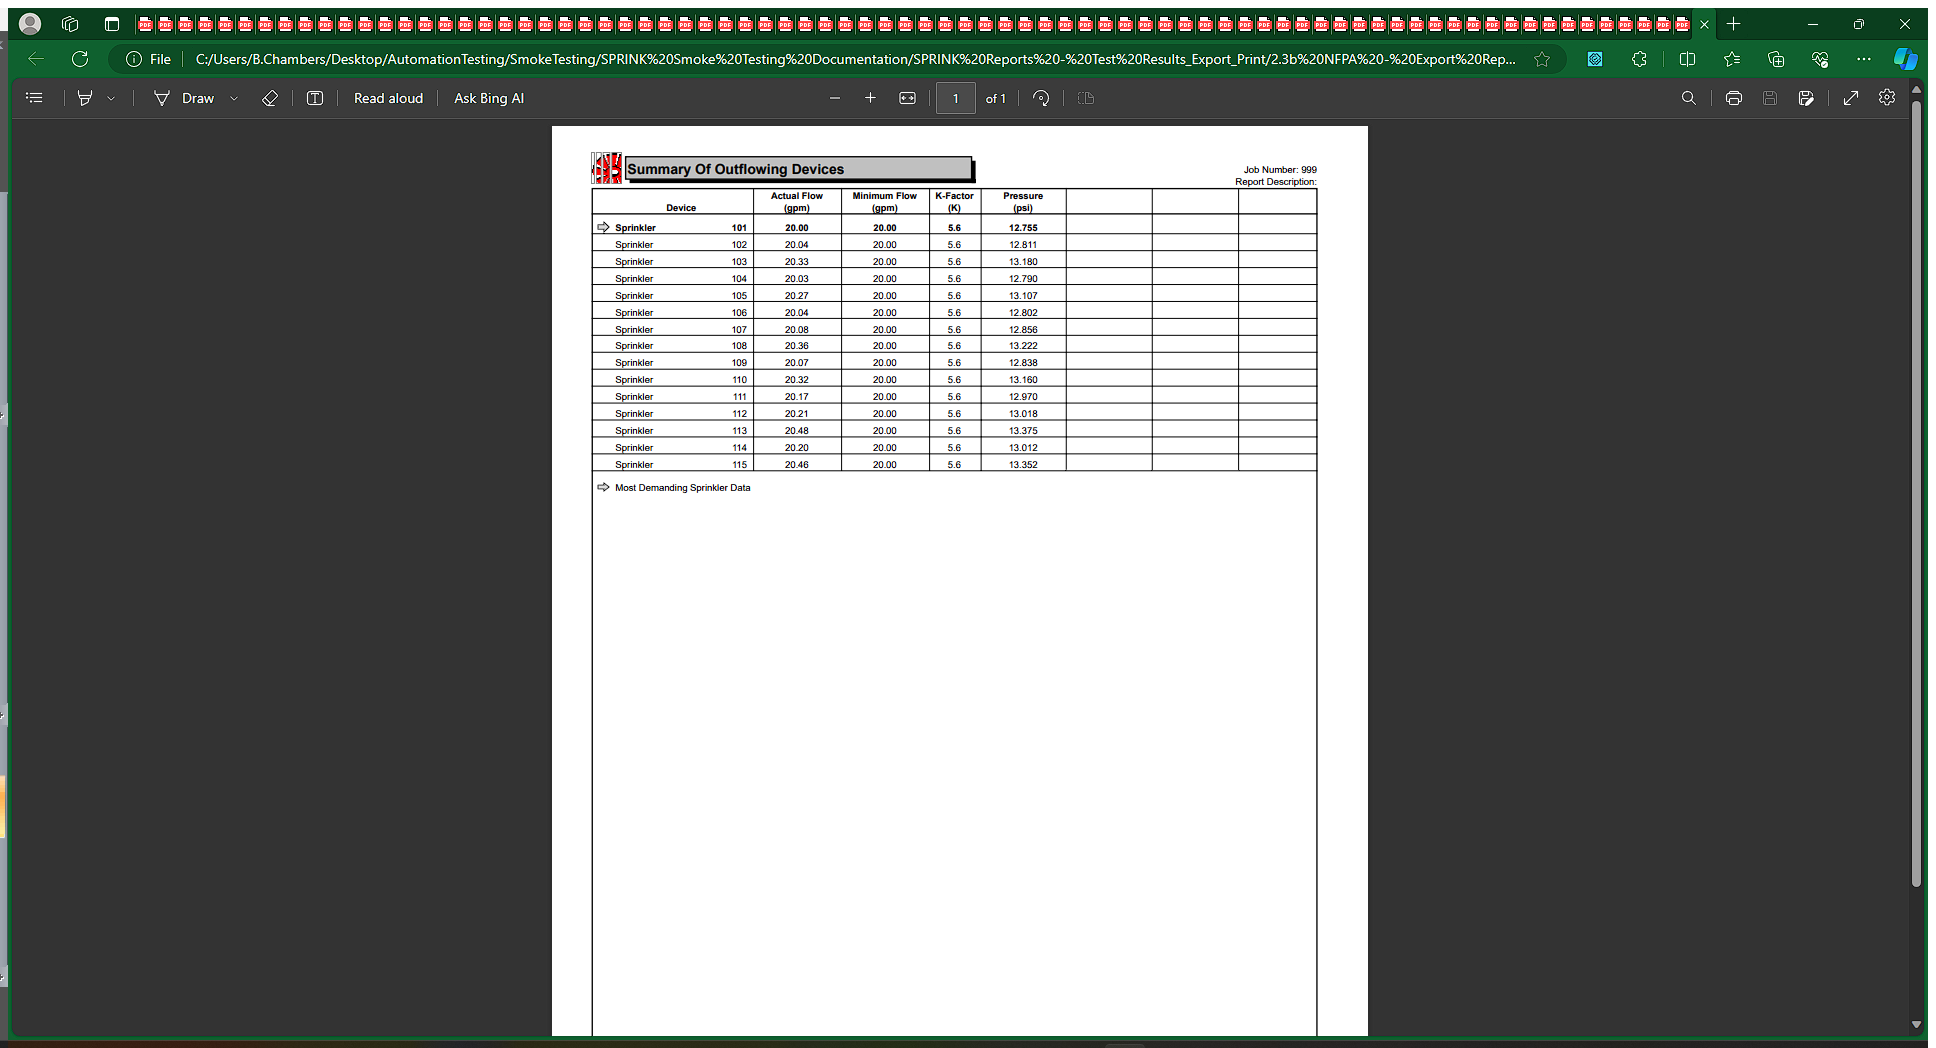 File C:/Users/B.Chambers/Desktop/AutomationTesting/SmokeTesting/SPRINK%20Smoke%20Testing%20Documentation/SPRINK%20Reports%20-%20Test%20Results_Export_Print/2.3b%20NFPA%20-%20Export%20Rep...
Draw Read aloud Ask Bing AI 1 of 1
Summary Of Outflowing Devices
Job Number: 999
Report Description:
Device Actual Flow (gpm) Minimum Flow (gpm) K-Factor (K) Pressure (psi)
Sprinkler 101 20.00 20.00 5.6 12.755
Sprinkler 102 20.04 20.00 5.6 12.811
Sprinkler 103 20.33 20.00 5.6 13.180
Sprinkler 104 20.03 20.00 5.6 12.790
Sprinkler 105 20.27 20.00 5.6 13.107
Sprinkler 106 20.04 20.00 5.6 12.802
Sprinkler 107 20.08 20.00 5.6 12.856
Sprinkler 108 20.36 20.00 5.6 13.222
Sprinkler 109 20.07 20.00 5.6 12.838
Sprinkler 110 20.32 20.00 5.6 13.160
Sprinkler 111 20.17 20.00 5.6 12.970
Sprinkler 112 20.21 20.00 5.6 13.018
Sprinkler 113 20.48 20.00 5.6 13.375
Sprinkler 114 20.20 20.00 5.6 13.012
Sprinkler 115 20.46 20.00 5.6 13.352
Most Demanding Sprinkler Data